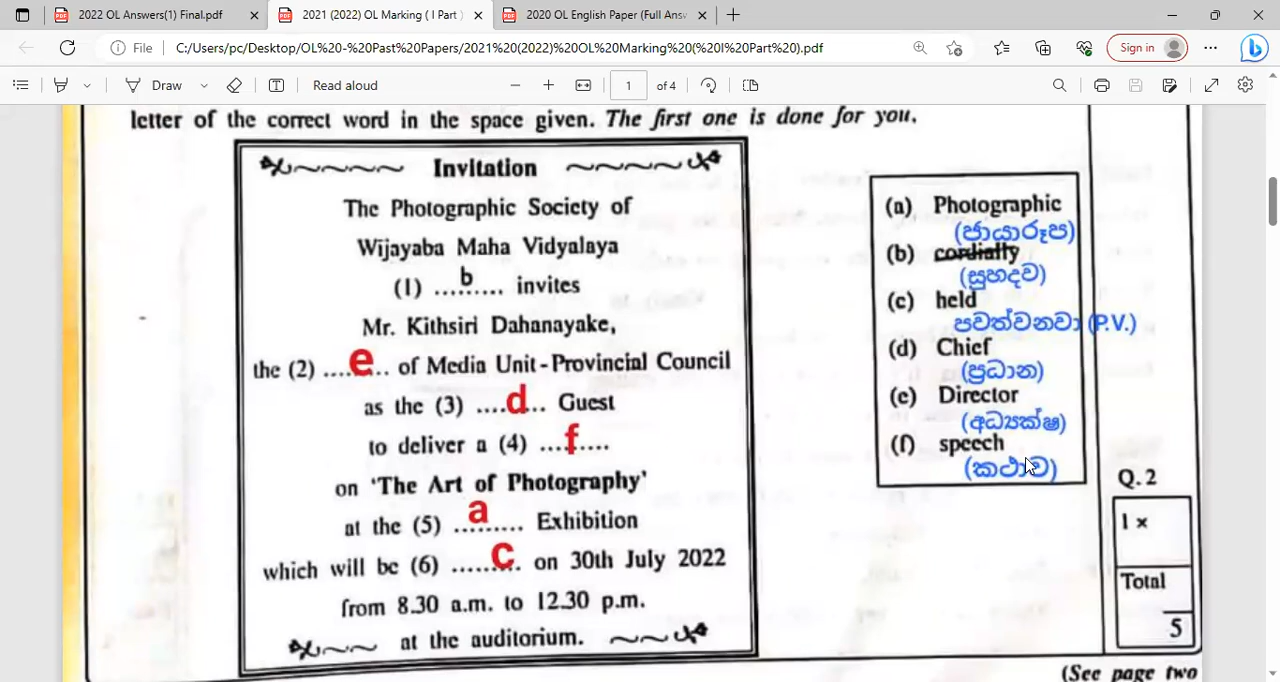 2022 OL Answers(1) Final.pdf
2021 (2022) OL Marking ( I Part )
2020 OL English Paper (Full Answ
File
C:/Users/pc/Desktop/OL%20-%20Past%20Papers/2021%20(2022)%20OL%20Marking%20(%20I%20Part%20).pdf
Sign in
Draw
Read aloud
1 of 4
letter of the correct word in the space given. The first one is done for you.
Invitation
The Photographic Society of
Wijayaba Maha Vidyalaya
(1) ....b..... invites
Mr. Kithsiri Dahanayake,
the (2) .....e.... of Media Unit-Provincial Council
as the (3) ....d.... Guest
to deliver a (4) ...f.....
on 'The Art of Photography'
at the (5) ....a...... Exhibition
which will be (6) ......c... on 30th July 2022
from 8.30 a.m. to 12.30 p.m.
at the auditorium.
(a) Photographic
(ඡායාරූප)
(b) cordially
(සුහදව)
(c) held
පවත්වනවා (P.V.)
(d) Chief
(ප්‍රධාන)
(e) Director
(අධ්‍යක්ෂ)
(f) speech
(කථාව)
Q.2
1 ×
Total
5
(See page two